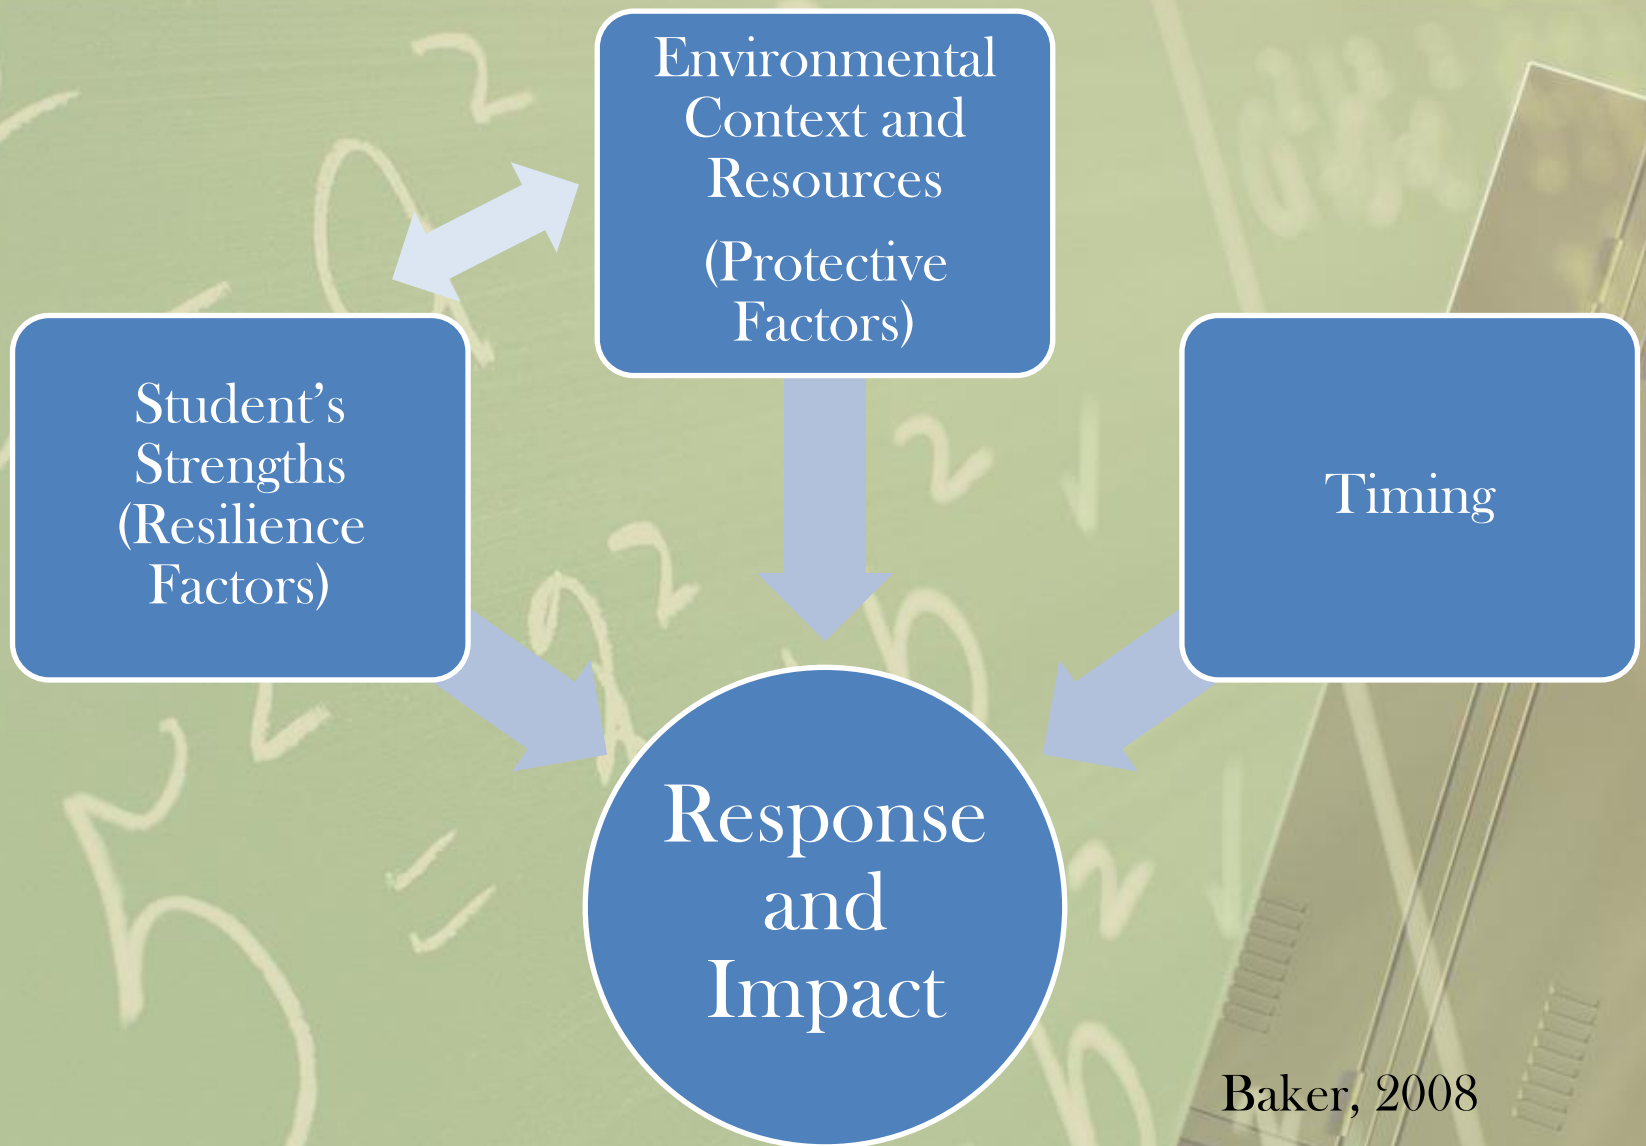 Environmental
Context and
Resources
(Protective
Factors)
Student’s
Strengths
(Resilience
Factors)
Timing
Response
and
Impact
Baker, 2008